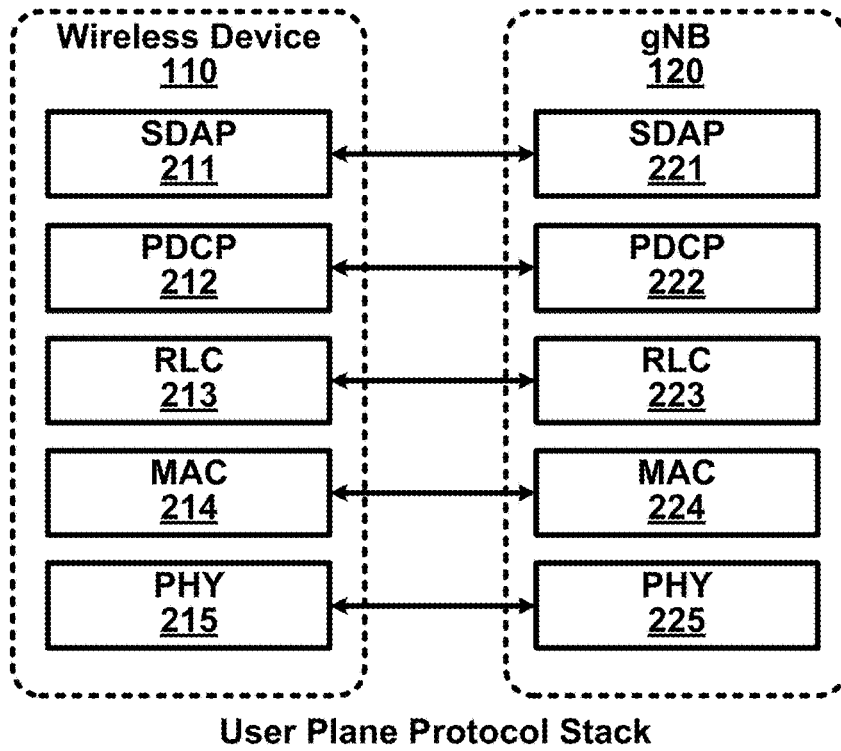 Wireless Device
110
SDAP
211
PDCP
212
RLC
213
MAC
214
PHY
215
gNB
120
SDAP
221
PDCP
222
RLC
223
MAC
224
PHY
225
User Plane Protocol Stack